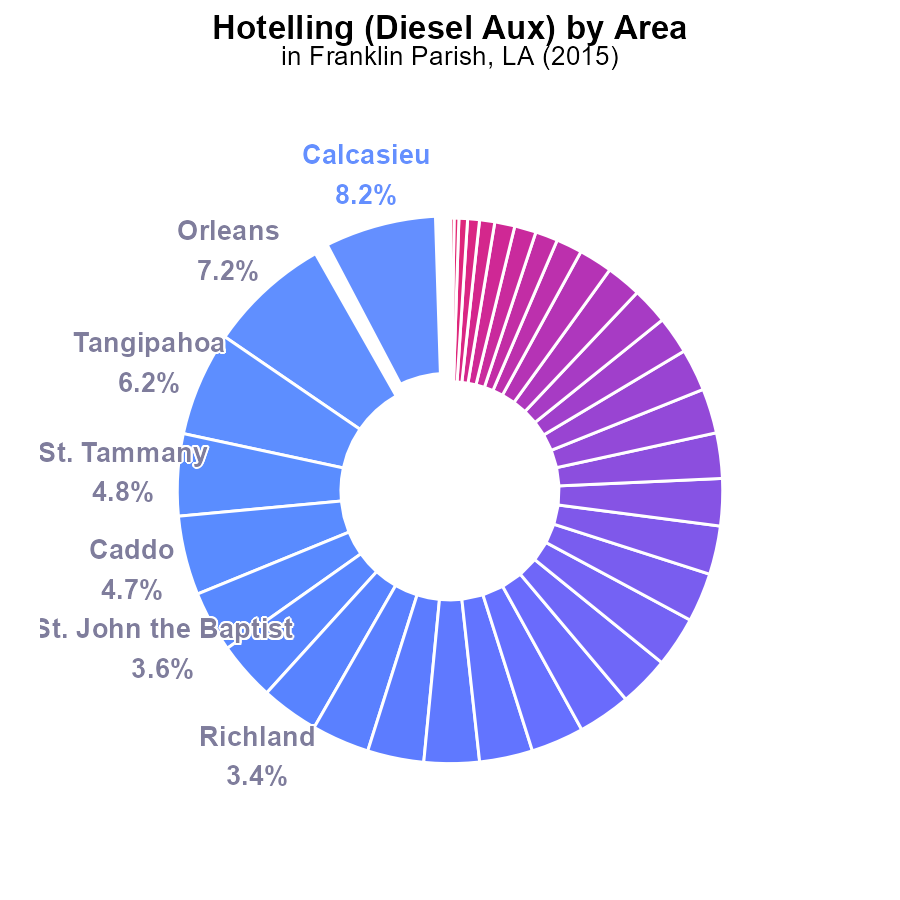 Hotelling (Diesel Aux) by Area
in Franklin Parish, LA (2015)
Calcasieu
8.2%
Orleans
7.2%
Tangipahoa
6.2%
St. Tammany
4.8%
Caddo
4.7%
St. John the Baptist
3.6%
Richland
3.4%